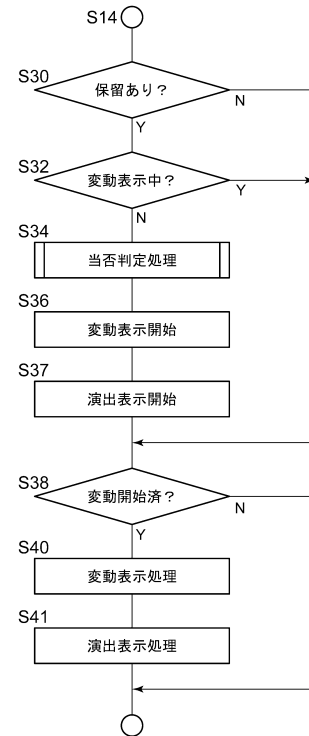 S14
S30
保留あり？
N
Y
S32
変動表示中？
Y
N
S34
当否判定処理
S36
変動表示開始
S37
演出表示開始
S38
変動開始済？
N
Y
S40
変動表示処理
S41
演出表示処理